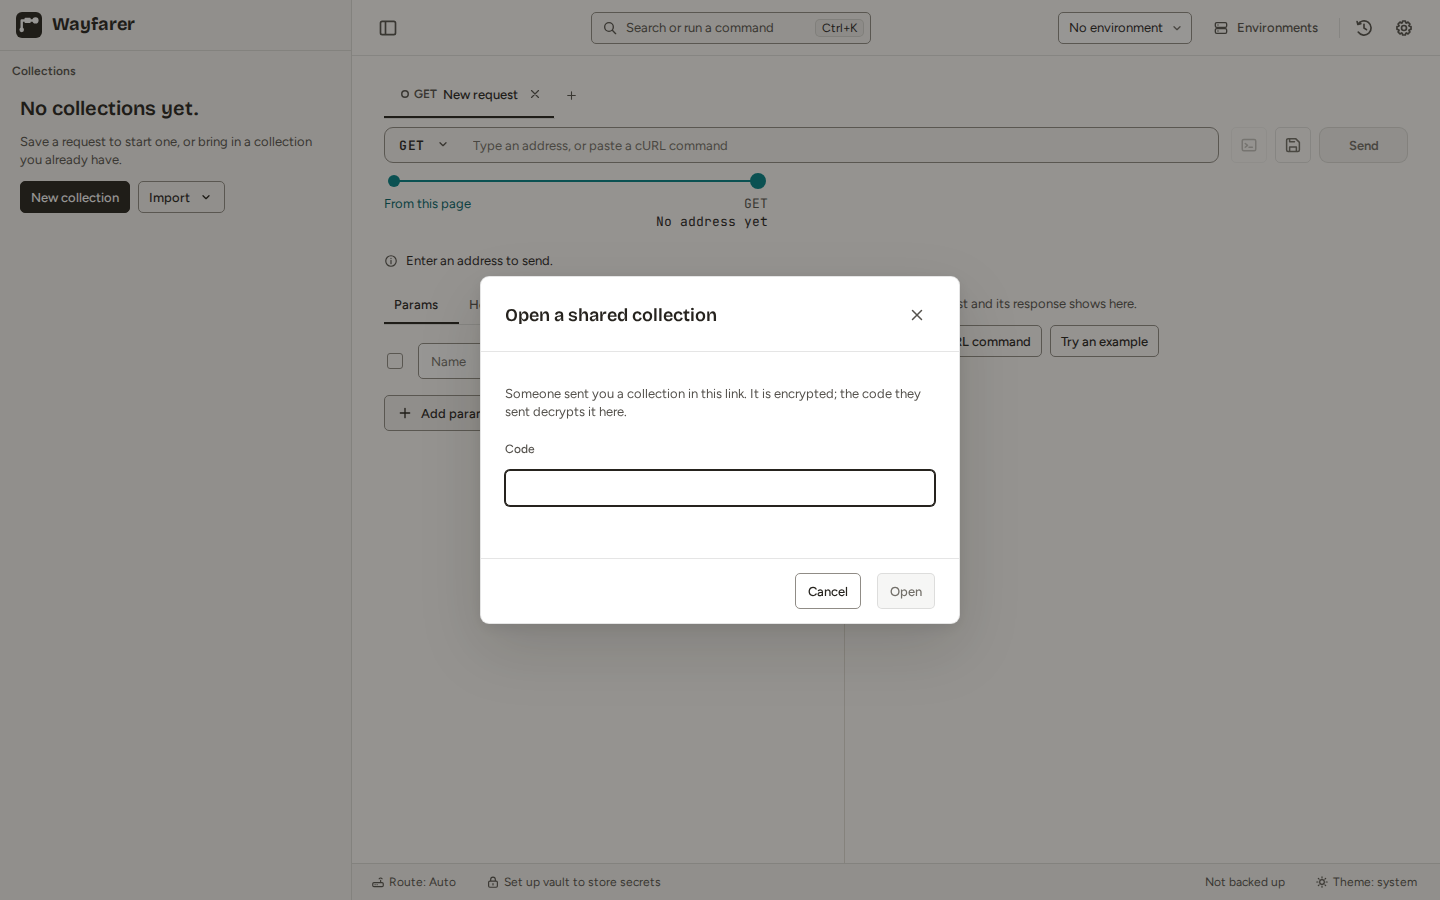 Wayfarer
Search or run a command
Ctrl+K
No environment
Environments
Collections
No collections yet.
Save a request to start one, or bring in a collection
you already have.
New collection
Import
GET New request
GET
Type an address, or paste a cURL command
Send
From this page
GET
No address yet
Enter an address to send.
Params
st and its response shows here.
command
Try an example
Name
Add
Open a shared collection
Someone sent you a collection in this link. It is encrypted; the code they
sent decrypts it here.
Code
Cancel
Open
Route: Auto
Set up vault to store secrets
Not backed up
Theme: system